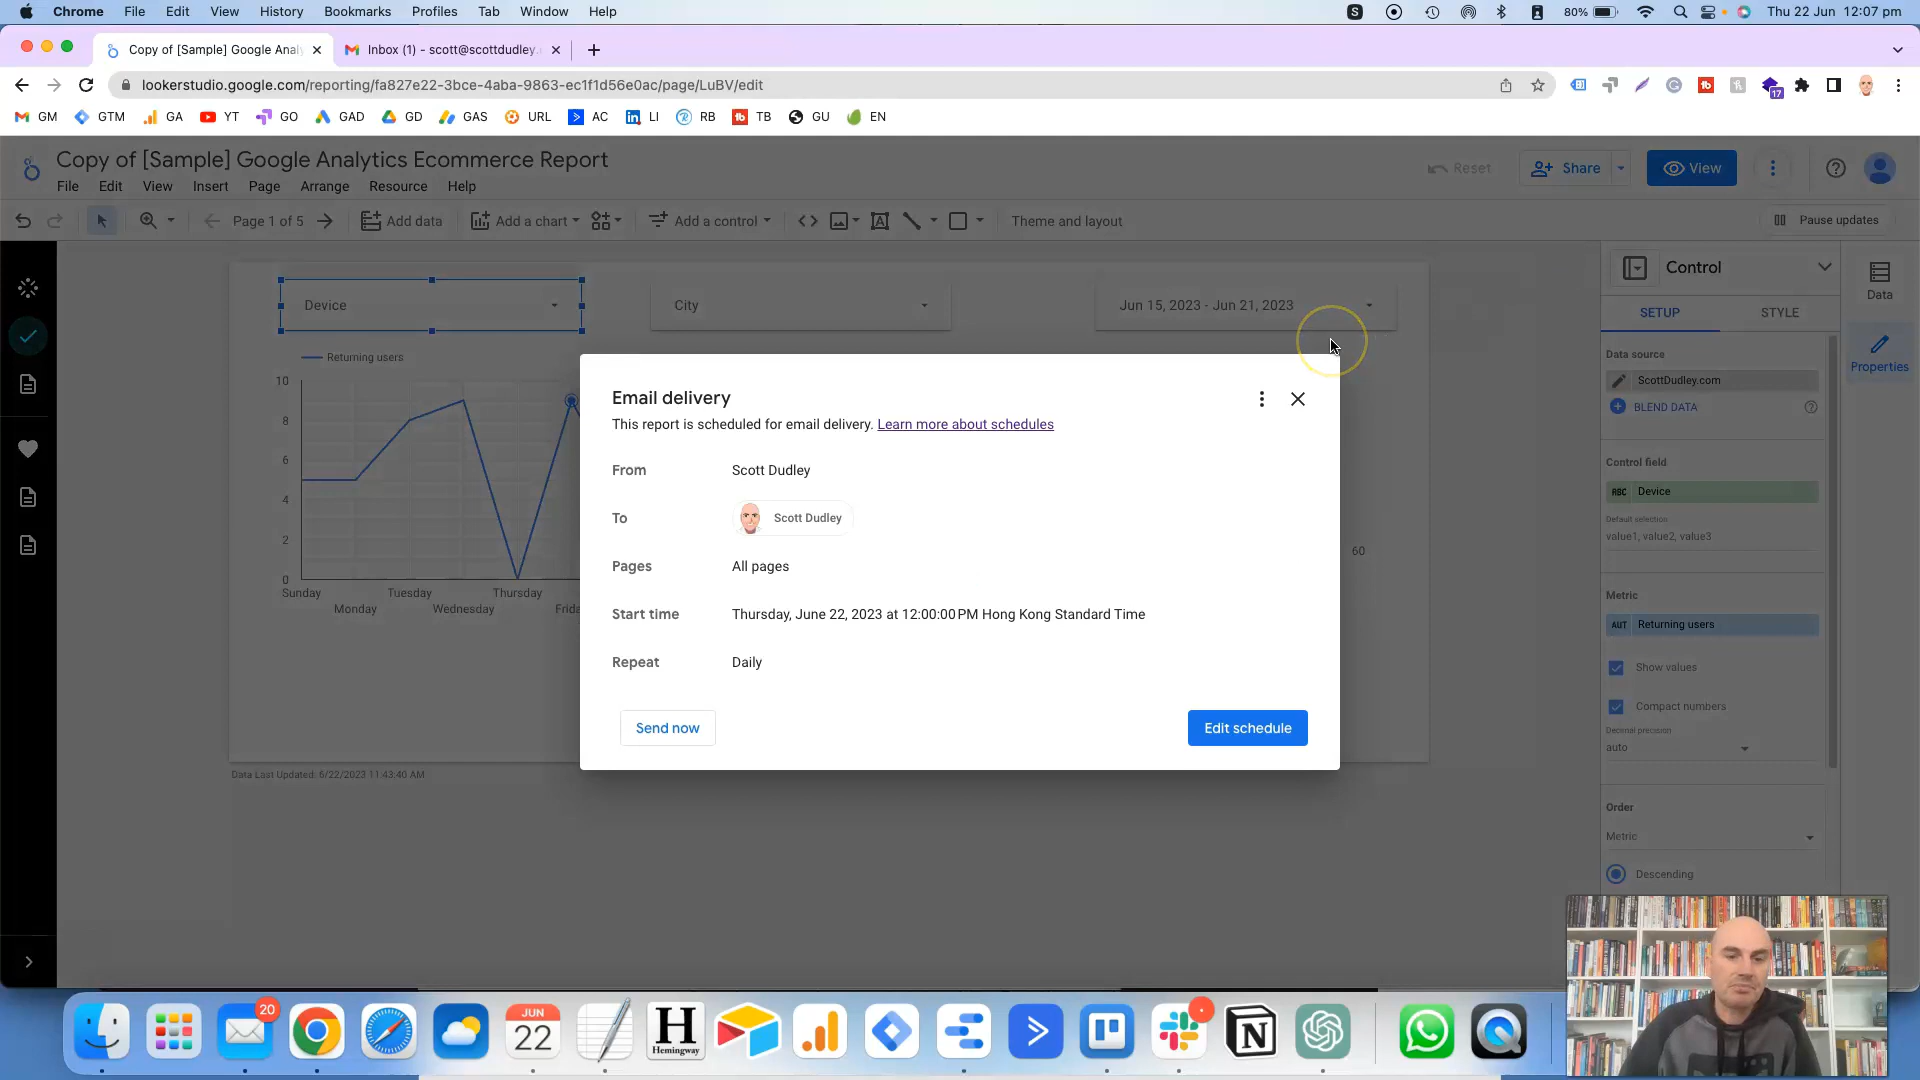 Chrome File Edit View History Bookmarks Profiles Tab Window Help
80% Thu 22 Jun 12:07 pm
Copy of [Sample] Google Anal
Inbox (1) - scott@scottdudley.
lookerstudio.google.com/reporting/fa827e22-3bce-4aba-9863-ec1f1d56e0ac/page/LuBV/edit
17
GM GTM GA YT GO GAD GD GAS URL AC LI RB TB GU EN
Copy of [Sample] Google Analytics Ecommerce Report
Reset Share View
File Edit View Insert Page Arrange Resource Help
Page 1 of 5 Add data Add a chart Add a control Theme and layout Pause updates
Device City Jun 15, 2023 - Jun 21, 2023
Returning users
10
8
6
4
2
0
Sunday Monday Tuesday Wednesday Thursday Frid
60
Data Last Updated: 6/22/2023 11:43:40 AM
Email delivery
This report is scheduled for email delivery. Learn more about schedules
From Scott Dudley
To Scott Dudley
Pages All pages
Start time Thursday, June 22, 2023 at 12:00:00 PM Hong Kong Standard Time
Repeat Daily
Send now Edit schedule
Control
SETUP STYLE
Data source
ScottDudley.com
BLEND DATA
Control field
ABC Device
Default selection
value1, value2, value3
Metric
AUT Returning users
Show values
Compact numbers
Decimal precision
auto
Order
Metric
Descending
Data
Properties
20
JUN
22
H
Hemingway